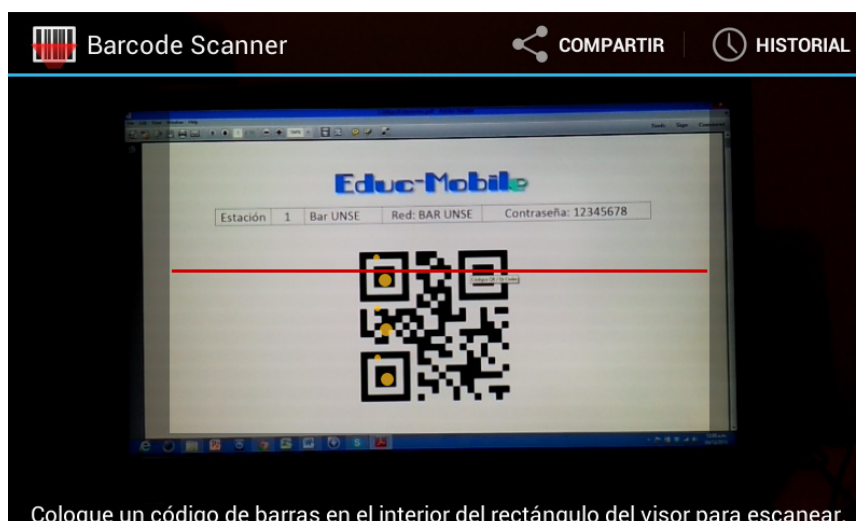 Barcode Scanner
COMPARTIR
HISTORIAL
Educ-Mobile
Estación 1 Bar UNSE Red: BAR UNSE Contraseña: 12345678
Coloque un código de barras en el interior del rectángulo del visor para escanear.